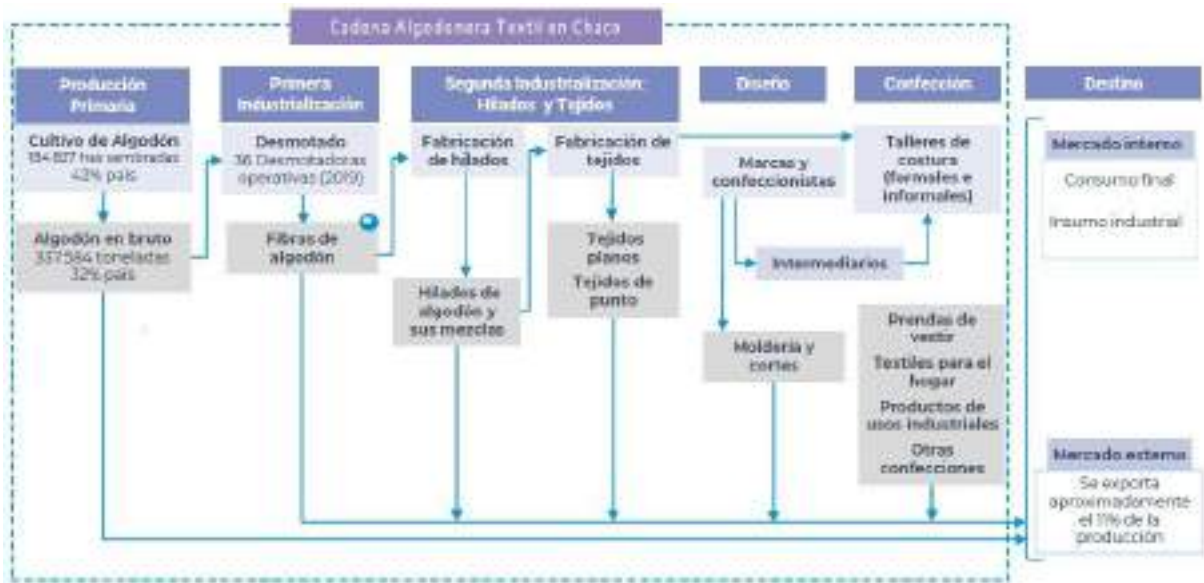 Cadena Algodonera Textil en Chaco
Producción
Primaria
Cultivo de Algodón
has sembradas
42% país
Algodón en bruto
toneladas
32% país
Primera
Industrialización
Desmotado
36 Desmotadoras
operativas (2019)
Fibras de
algodón
Segunda Industrialización:
Hilados y Tejidos
Fabricación
de hilados
Hilados de
algodón y
sus mezclas
Fabricación de
tejidos
Tejidos
planos
Tejidos de
punto
Diseño
Marcas y
confeccionistas
Intermediarios
Moldería y
cortes
Confección
Talleres de
costura
(formales e
informales)
Prendas de
vestir
Textiles para el
hogar
Productos de
usos industriales
Otras
confecciones
Destino
Mercado interno
Consumo final
Insumo industrial
Mercado externo
Se exporta
aproximadamente
el 11% de la
producción